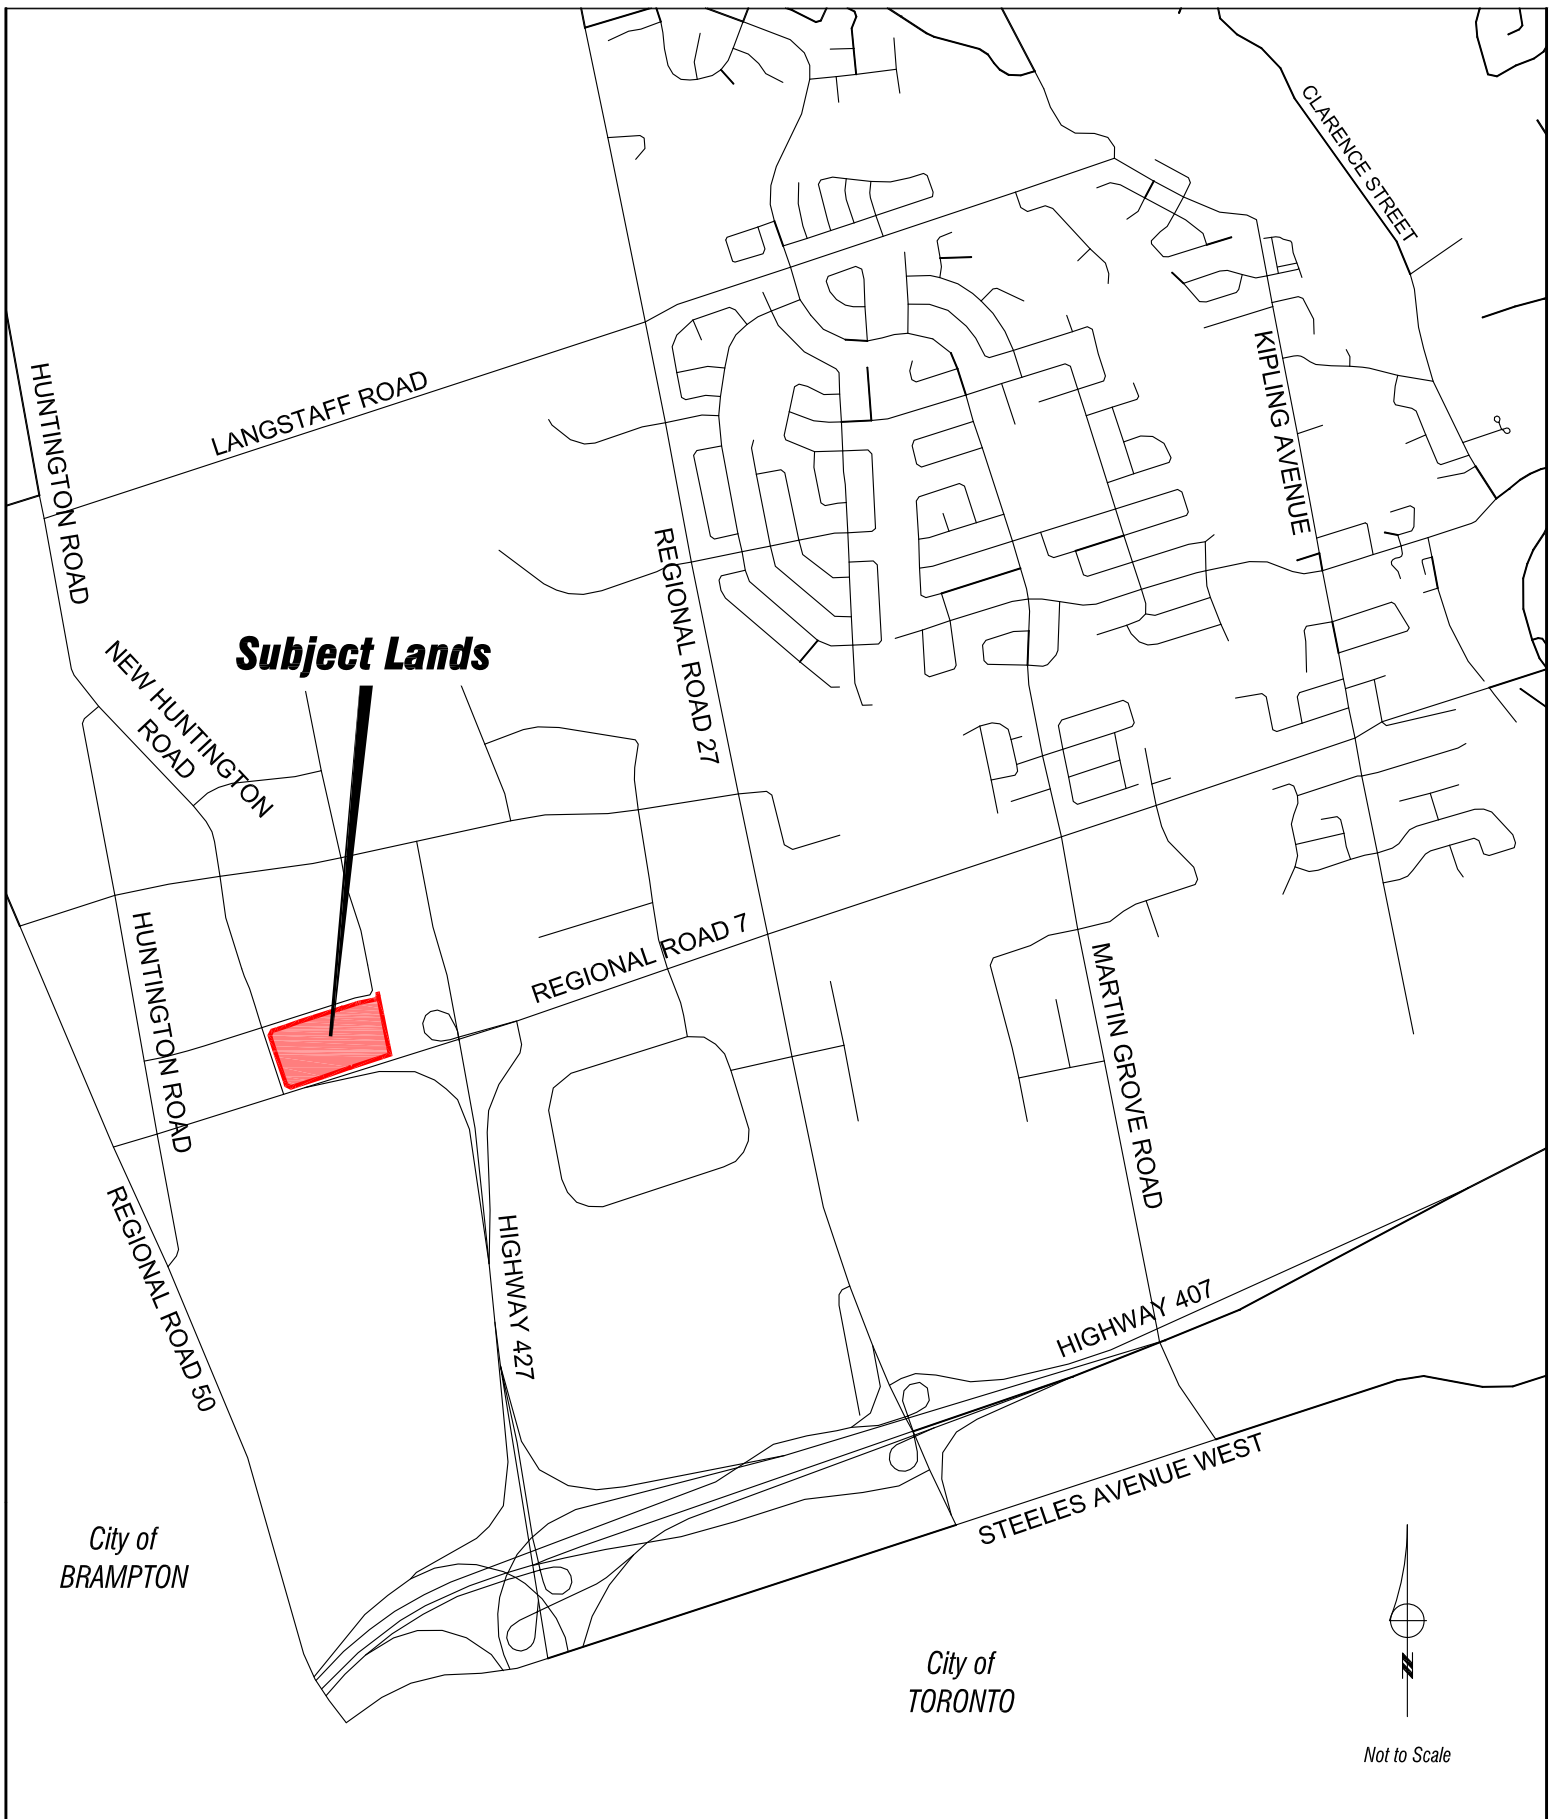 CLARENCE STREET
KIPLING AVENUE
HUNTINGTON ROAD
LANGSTAFF ROAD
REGIONAL ROAD 27
Subject Lands
NEW HUNTINGTON
ROAD
HUNTINGTON ROAD
REGIONAL ROAD 7
MARTIN GROVE ROAD
REGIONAL ROAD 50
HIGHWAY 427
HIGHWAY 407
STEELES AVENUE WEST
City of
BRAMPTON
City of
TORONTO
N
Not to Scale